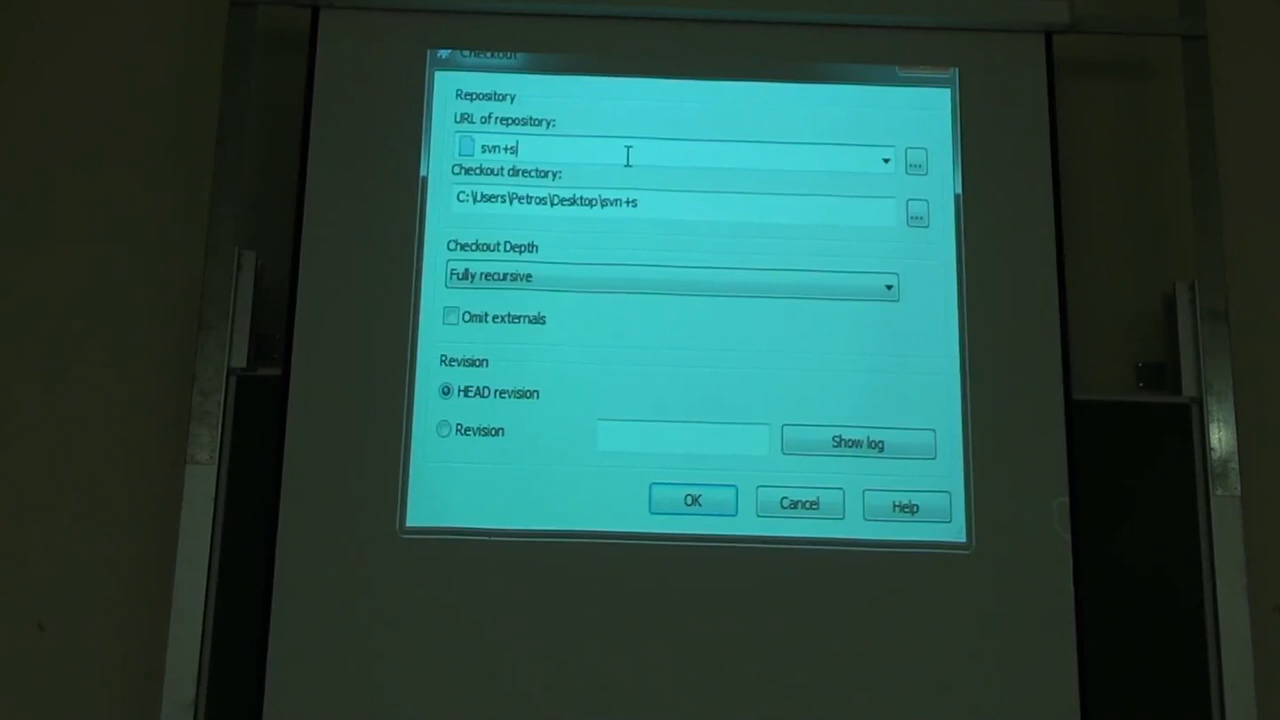 Checkout
Repository
URL of repository:
svn+s
...
Checkout directory:
C:\Users\Petros\Desktop\svn+s
...
Checkout Depth
Fully recursive
Omit externals
Revision
HEAD revision
Revision
Show log
OK
Cancel
Help